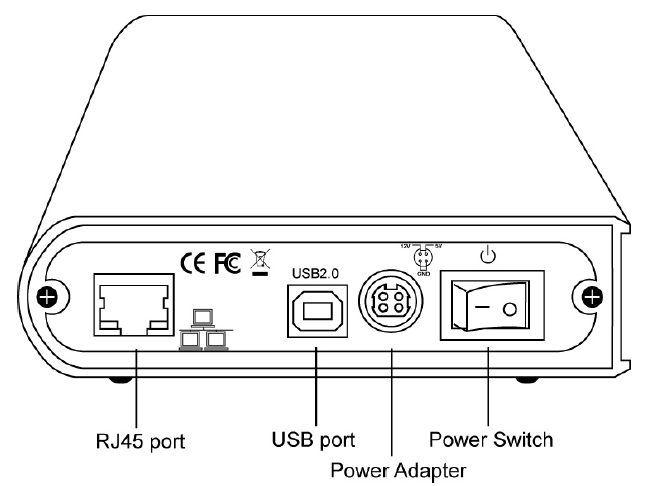 12V 5V
GND
CE FC
USB2.0
RJ45 port
USB port
Power Switch
Power Adapter